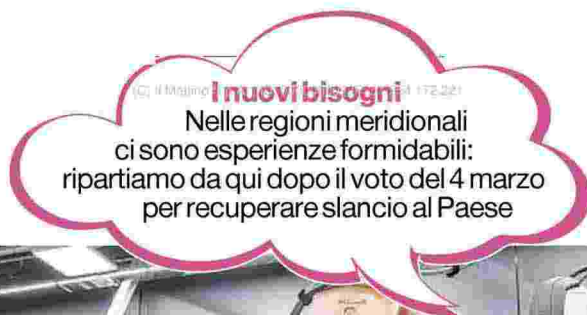 I nuovi bisogni
Nelle regioni meridionali
ci sono esperienze formidabili:
ripartiamo da qui dopo il voto del 4 marzo
per recuperare slancio al Paese